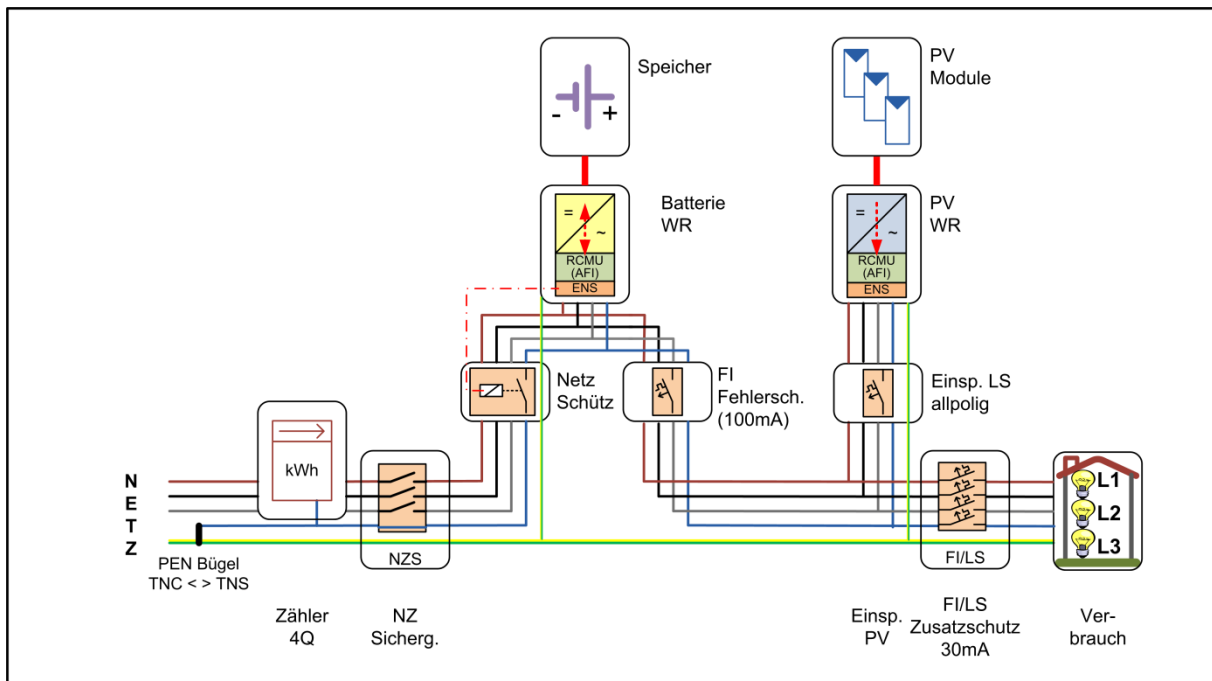 Speicher
- +
PV
Module
Batterie
WR
=
~
RCMU
(AFI)
ENS
PV
WR
=
~
RCMU
(AFI)
ENS
Netz
Schütz
FI
Fehlersch.
(100mA)
Einsp. LS
allpolig
kWh
N
E
T
Z
NZS
FI/LS
L1
L2
L3
PEN Bügel
TNC < > TNS
Zähler
4Q
NZ
Sicherg.
Einsp.
PV
FI/LS
Zusatzschutz
30mA
Ver-
brauch